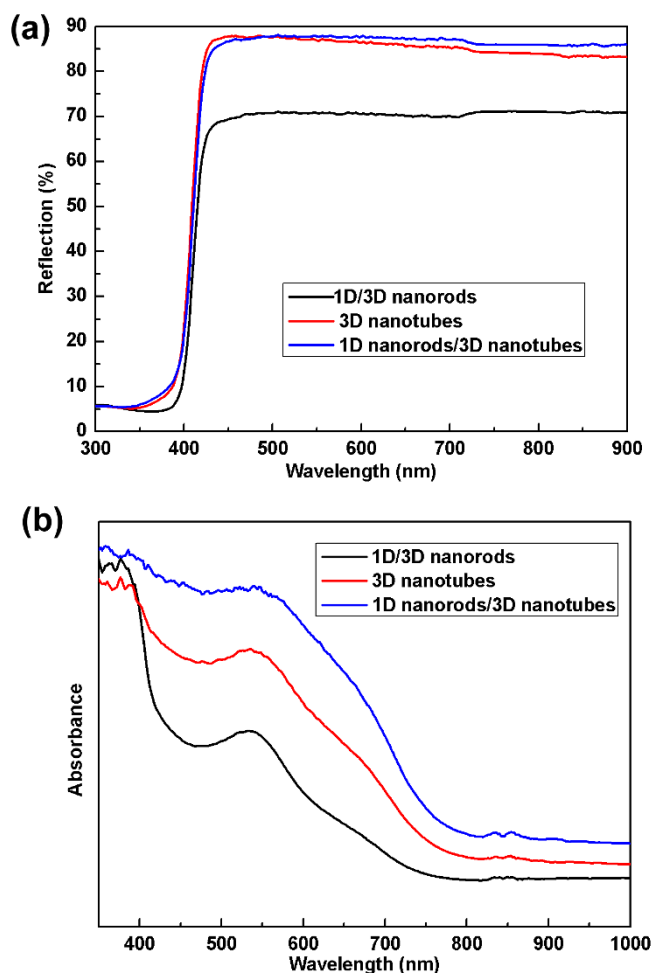 (a)
90
80
70
60
50
40
30
20
10
0
Reflection (%)
1D/3D nanorods
3D nanotubes
1D nanorods/3D nanotubes
300 400 500 600 700 800 900
Wavelength (nm)
(b)
Absorbance
1D/3D nanorods
3D nanotubes
1D nanorods/3D nanotubes
400 500 600 700 800 900 1000
Wavelength (nm)